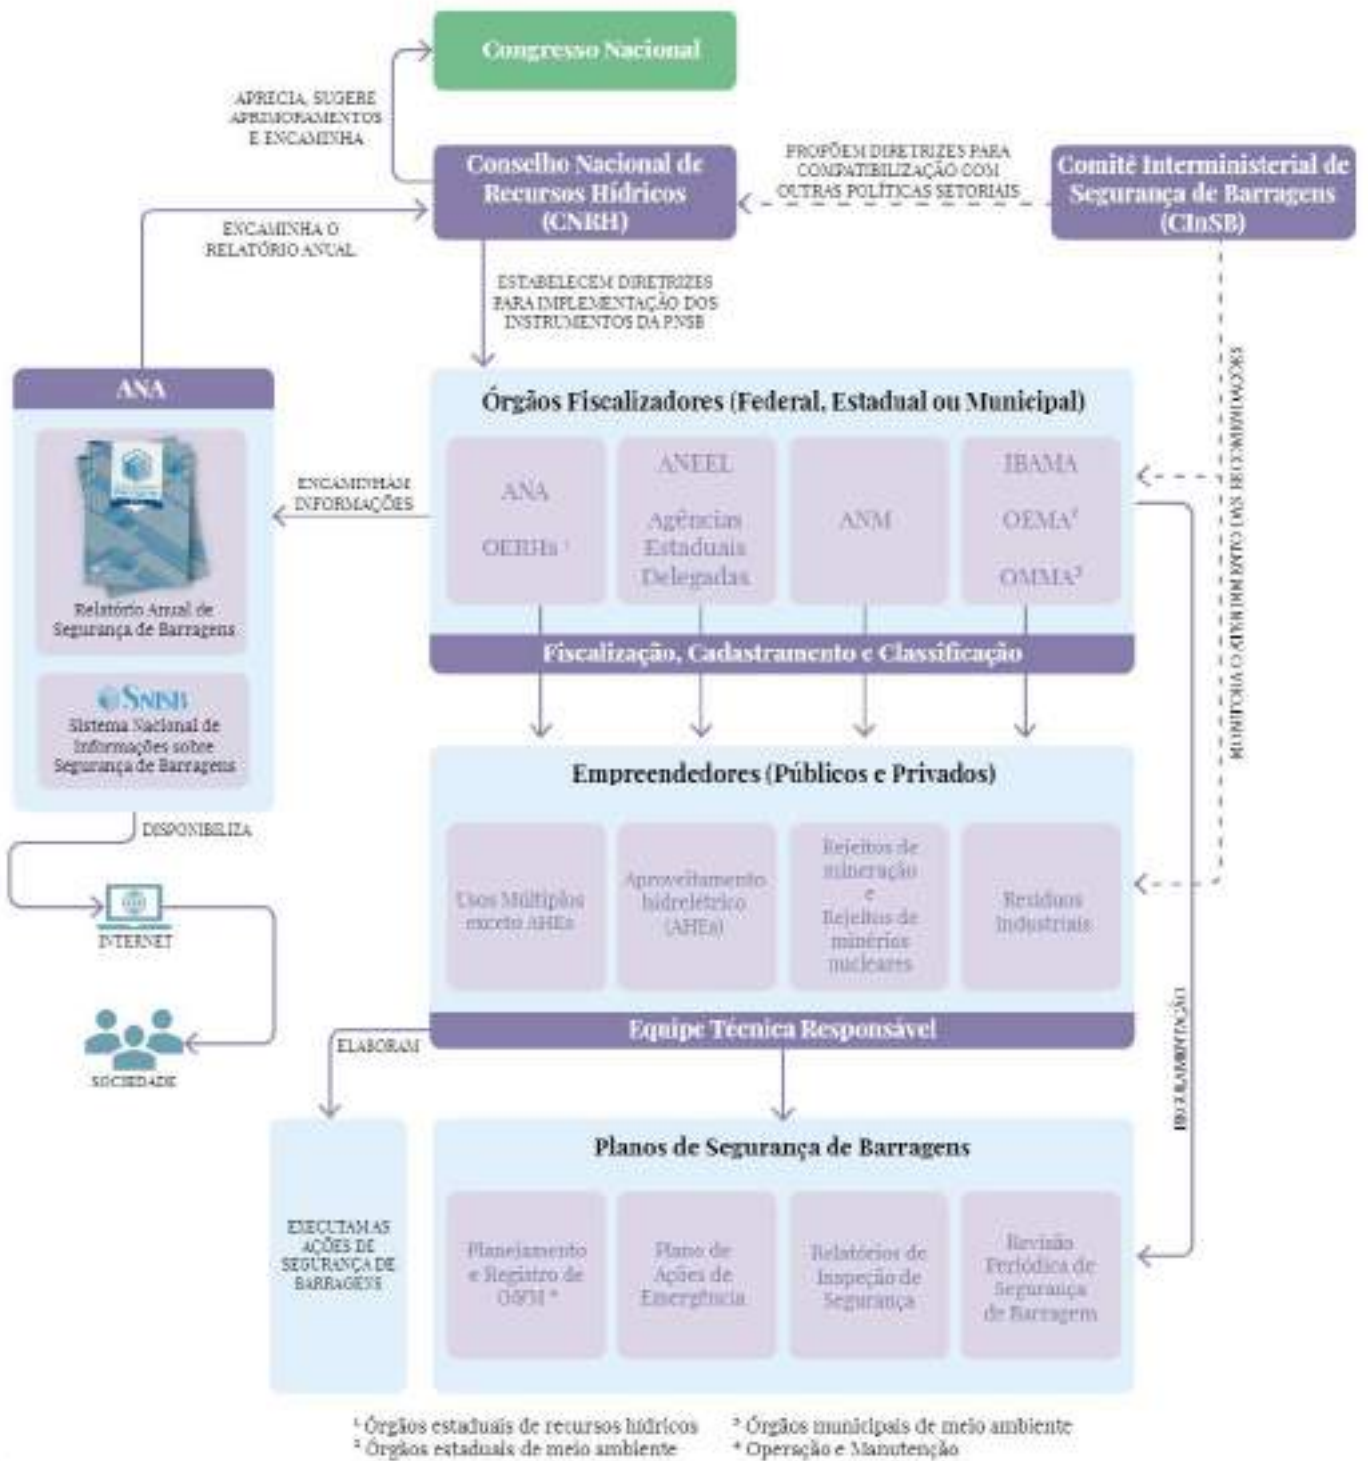 Congresso Nacional
APRECIA, SUGERE
APRIMORAMENTOS
E ENCAMINHA
Conselho Nacional de
Recursos Hídricos
(CNRH)
PROPÕEM DIRETRIZES PARA
COMPATIBILIZAÇÃO COM
OUTRAS POLÍTICAS SETORIAIS
Comitê Interministerial de
Segurança de Barragens
(CInSB)
ENCAMINHA O
RELATÓRIO ANUAL
ESTABELECEM DIRETRIZES
PARA IMPLEMENTAÇÃO DOS
INSTRUMENTOS DA PNSB
ANA
Relatório Anual de
Segurança de Barragens
SNISB
Sistema Nacional de
Informações sobre
Segurança de Barragens
ENCAMINHAM
INFORMAÇÕES
Órgãos Fiscalizadores (Federal, Estadual ou Municipal)
ANA
OERHs ¹
ANEEL
Agências
Estaduais
Delegadas
ANM
IBAMA
OEMA²
OMMA³
Fiscalização, Cadastramento e Classificação
MONITORA O ATENDIMENTO DAS RECOMENDAÇÕES
DISPONIBILIZA
INTERNET
SOCIEDADE
Empreendedores (Públicos e Privados)
Usos Múltiplos
exceto AHEs
Aproveitamento
hidrelétrico
(AHEs)
Rejeitos de
mineração
e
Rejeitos de
minérios
nucleares
Resíduos
Industriais
Equipe Técnica Responsável
ELABORAM
REGULAMENTAÇÃO
EXECUTAM AS
AÇÕES DE
SEGURANÇA DE
BARRAGENS
Planos de Segurança de Barragens
Planejamento
e Registro de
O&M ⁴
Plano de
Ações de
Emergência
Relatórios de
Inspeção de
Segurança
Revisão
Periódica de
Segurança
de Barragem
¹ Órgãos estaduais de recursos hídricos
² Órgãos estaduais de meio ambiente
³ Órgãos municipais de meio ambiente
⁴ Operação e Manutenção